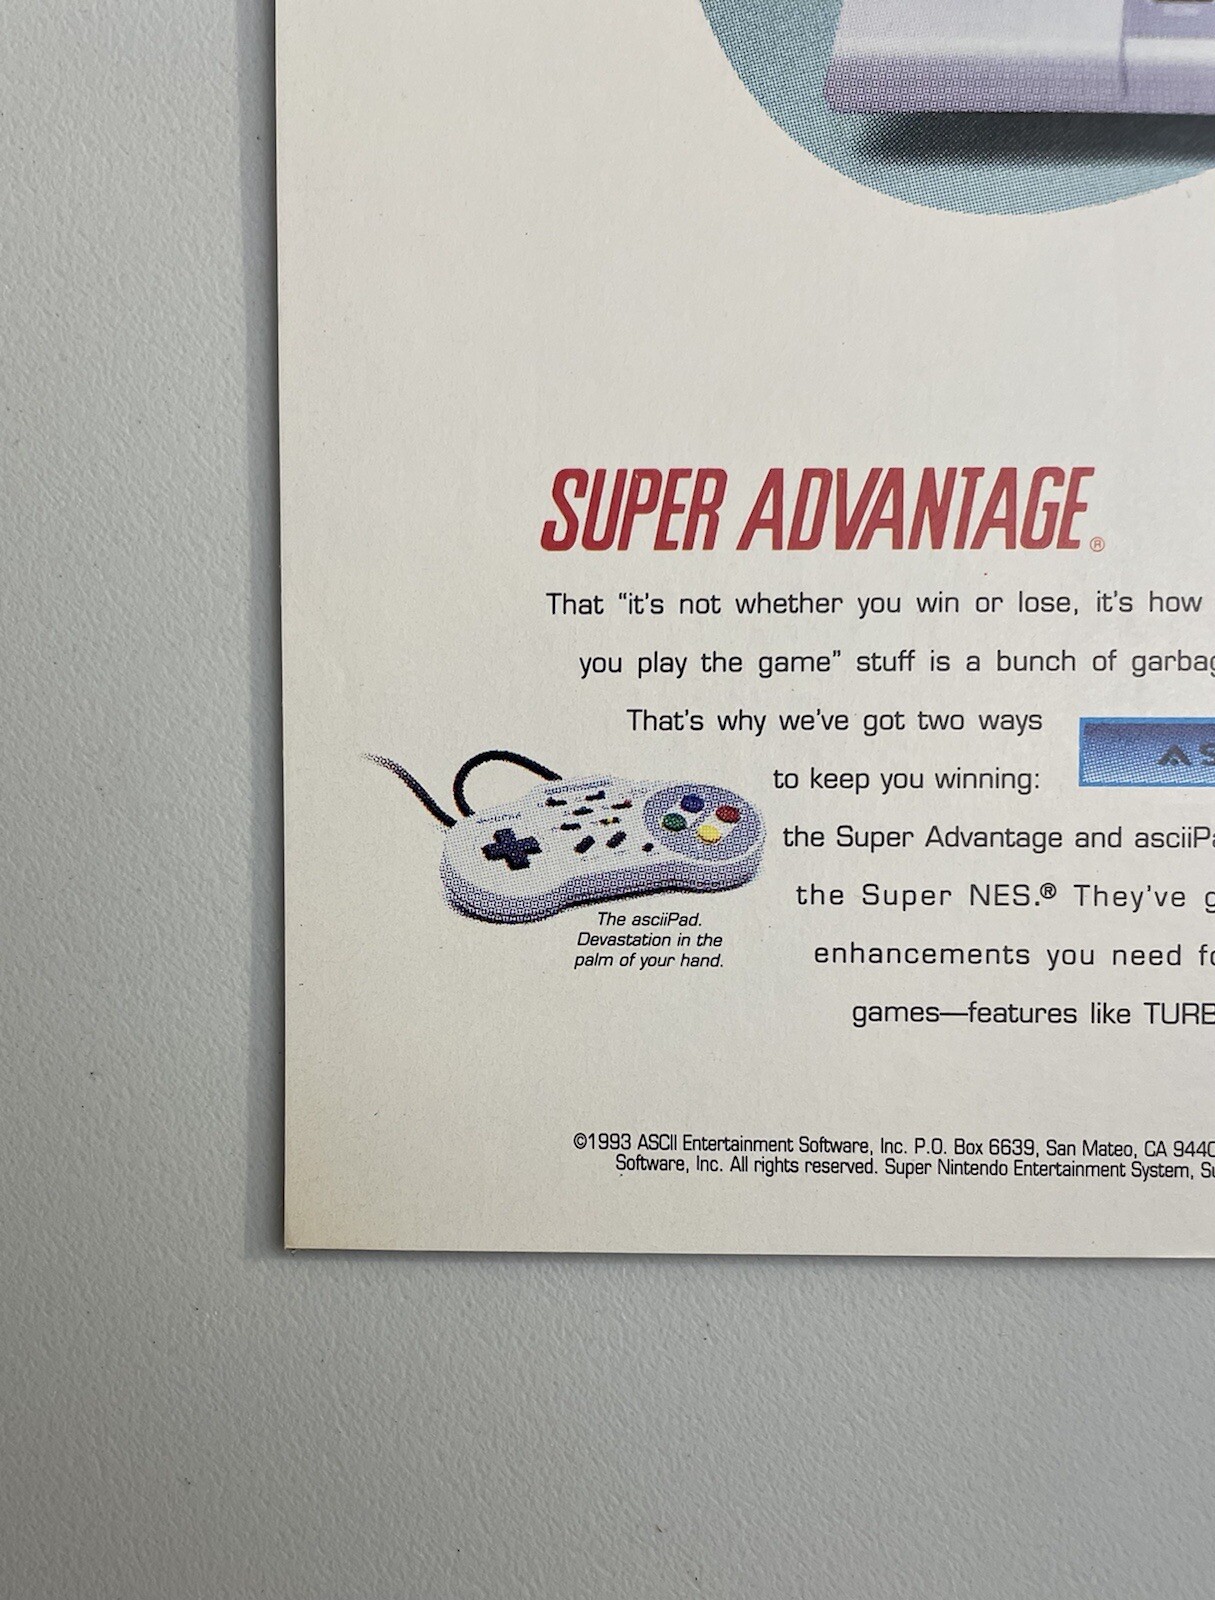 SUPER ADVANTAGE®
That “it's not whether you win or lose, it's how
you play the game” stuff is a bunch of
That's why we've got two ways
to keep you winning:
the Super Advantage and
the Super NES.® They've
enhancements you need
games—features like
The asciiPad.
Devastation in the
palm of your hand.
©1993 ASCII Entertainment Software, Inc. P.O. Box 6639, San Mateo, CA
Software, Inc. All rights reserved. Super Nintendo Entertainment System,